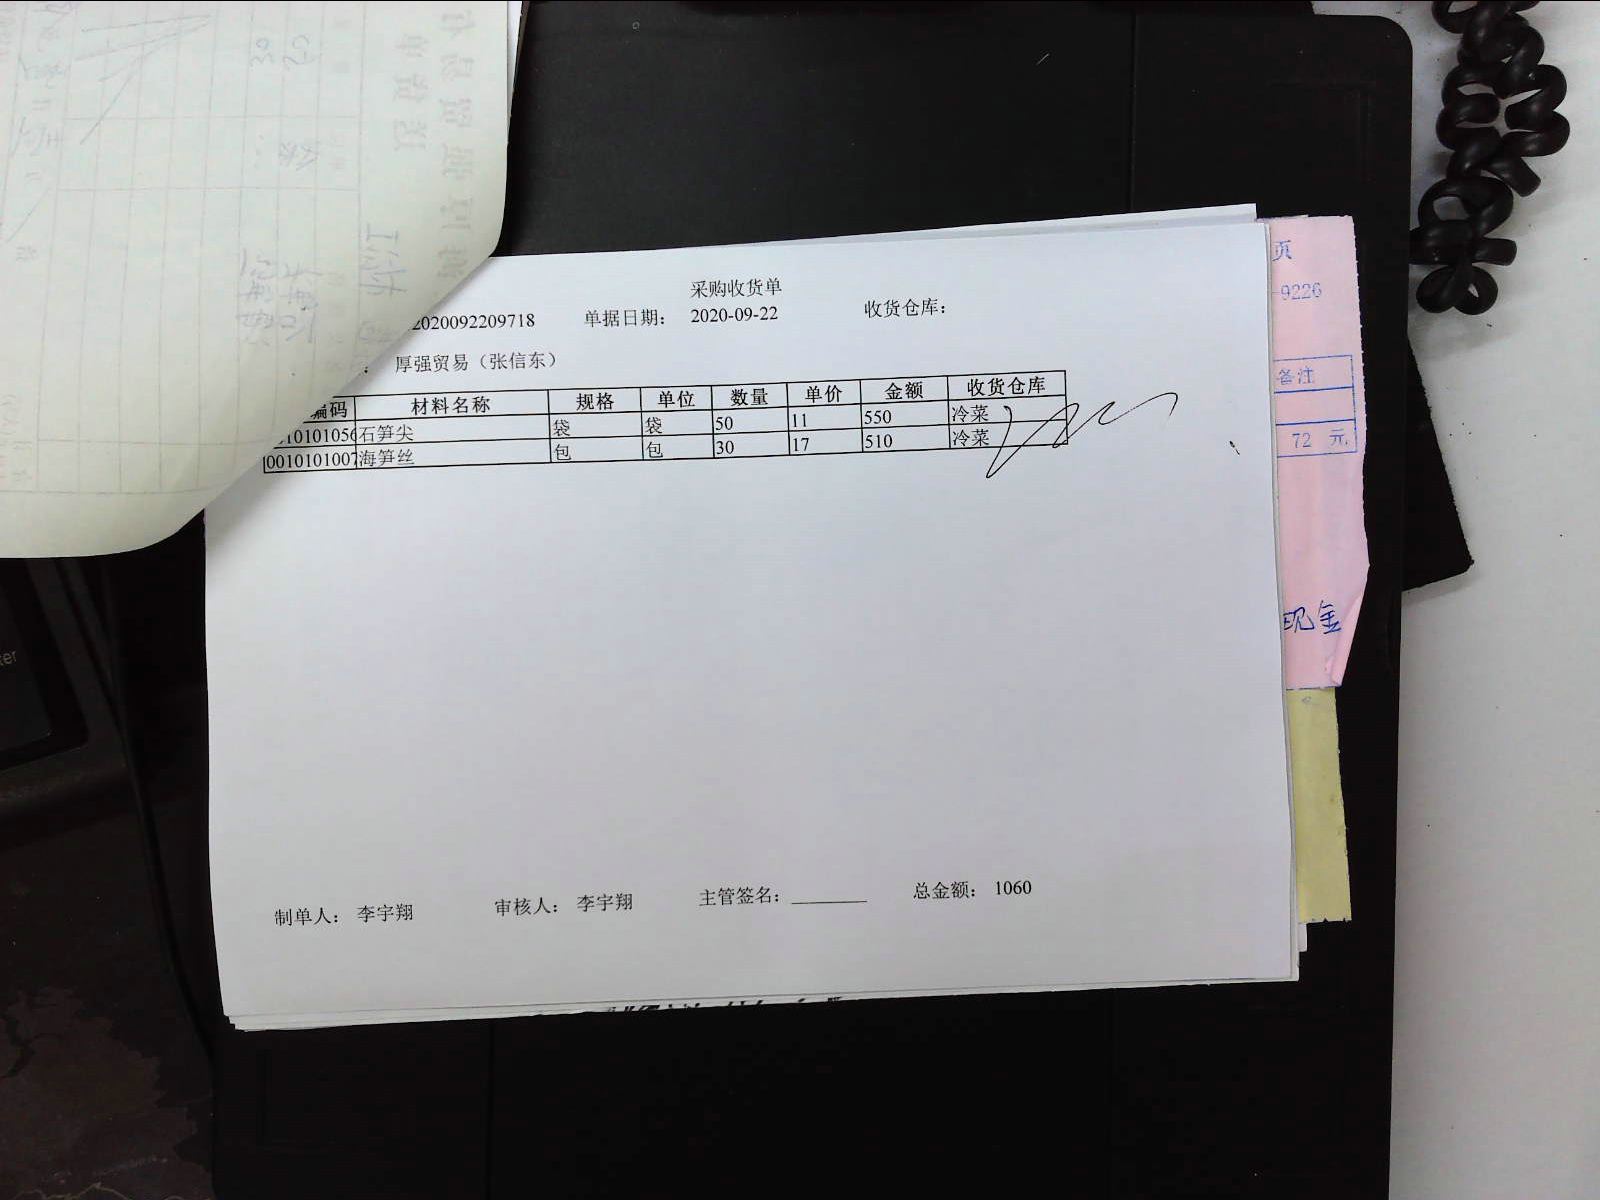 采购收货单
2020092209718 单据日期： 2020-09-22 收货仓库：
： 厚强贸易（张信东）
编码 材料名称 规格 单位 数量 单价 金额 收货仓库
10101056 石笋尖 袋 袋 50 11 550 冷菜
0010101007 海笋丝 包 包 30 17 510 冷菜
制单人： 李宇翔 审核人： 李宇翔 主管签名： 总金额： 1060
页
9226
备注
72 元
现金